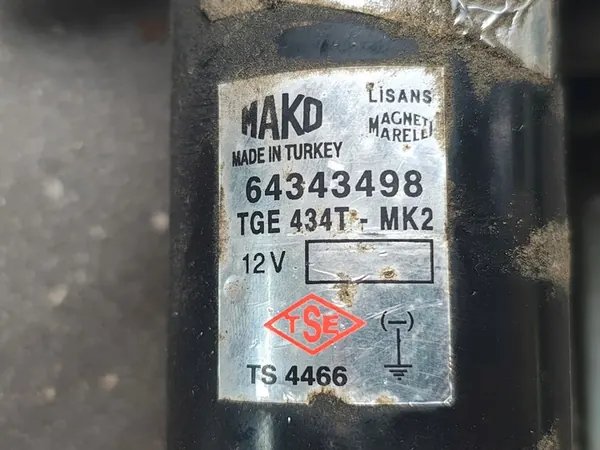 MAKO
LİSANS
MAGNETI
MARELLI
MADE IN TURKEY
64343498
TGE 434T - MK2
12V
TSE
(-)
TS 4466